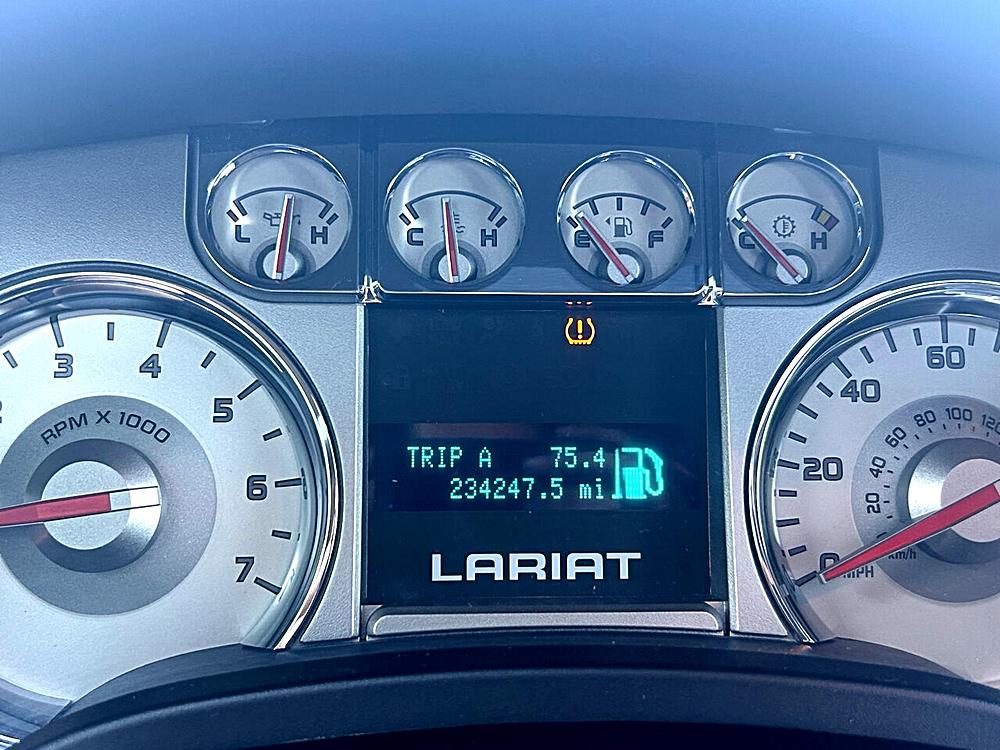 L H
C H
E F
C H
3 4 5 6 7
RPM X 1000
TRIP A 75.4
234247.5 mi
LARIAT
0 20 40 60
20 40 60 80 100
km/h
MPH